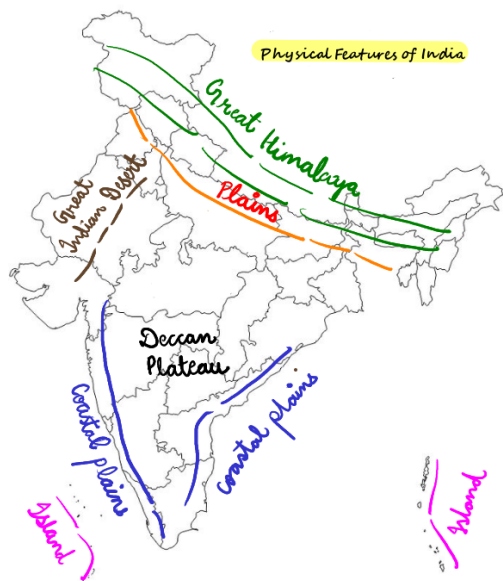 Physical Features of India
Great Himalaya
Plains
Great
Indian Desert
Deccan
Plateau
Coastal plains
Coastal plains
Island
Island